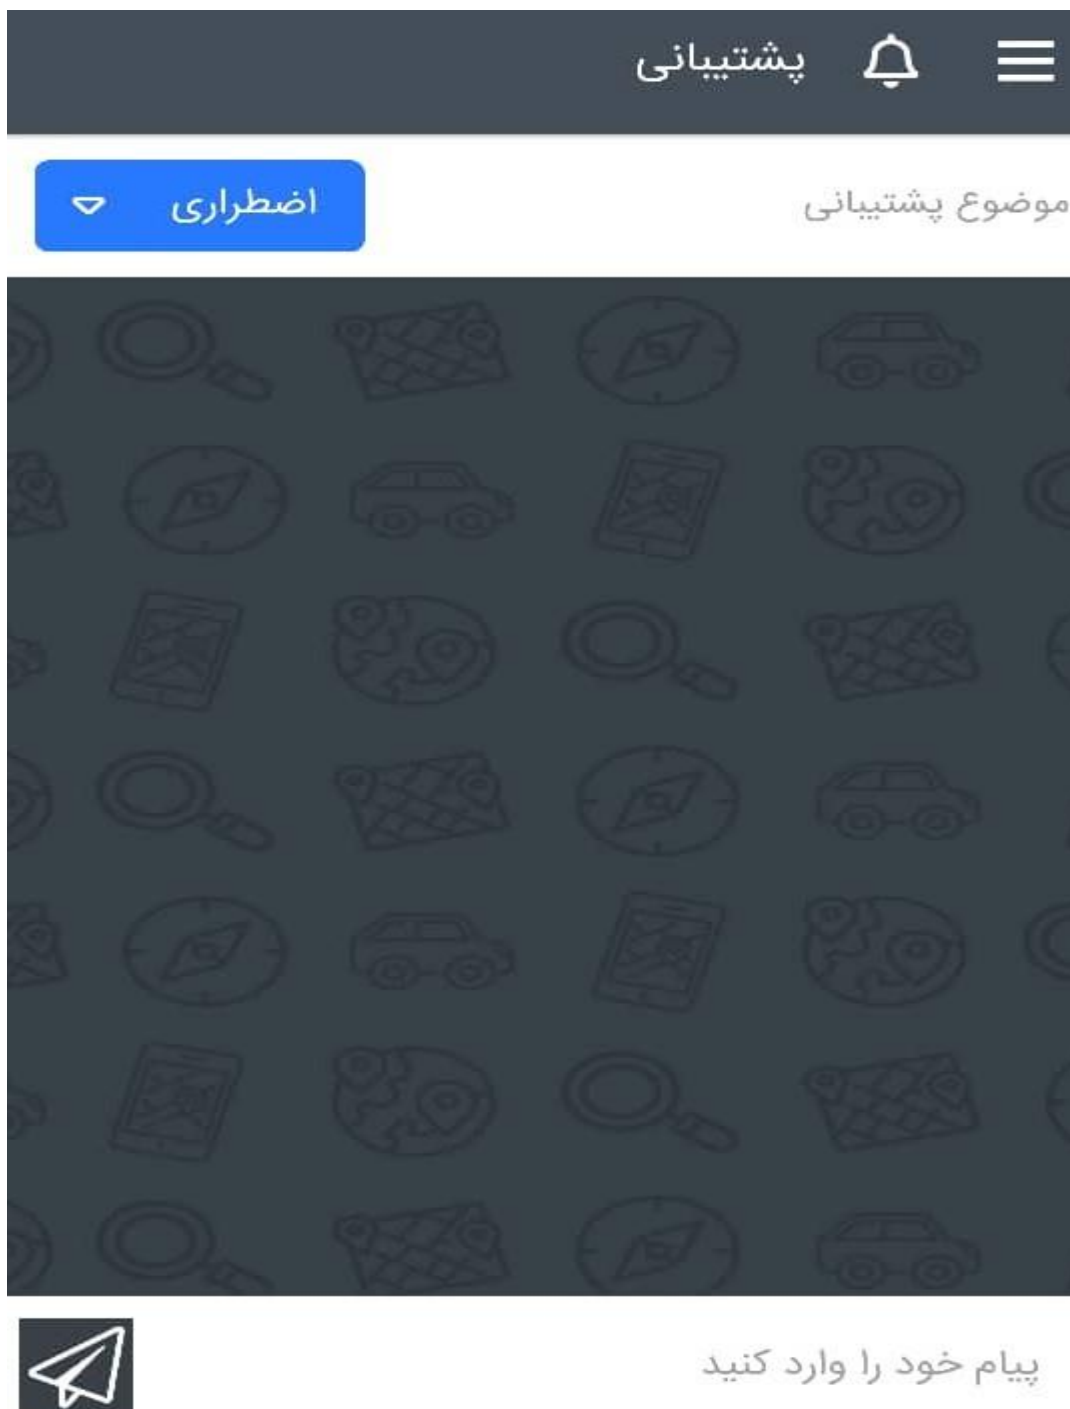 پشتیبانی
موضوع پشتیبانی
اضطراری
پیام خود را وارد کنید